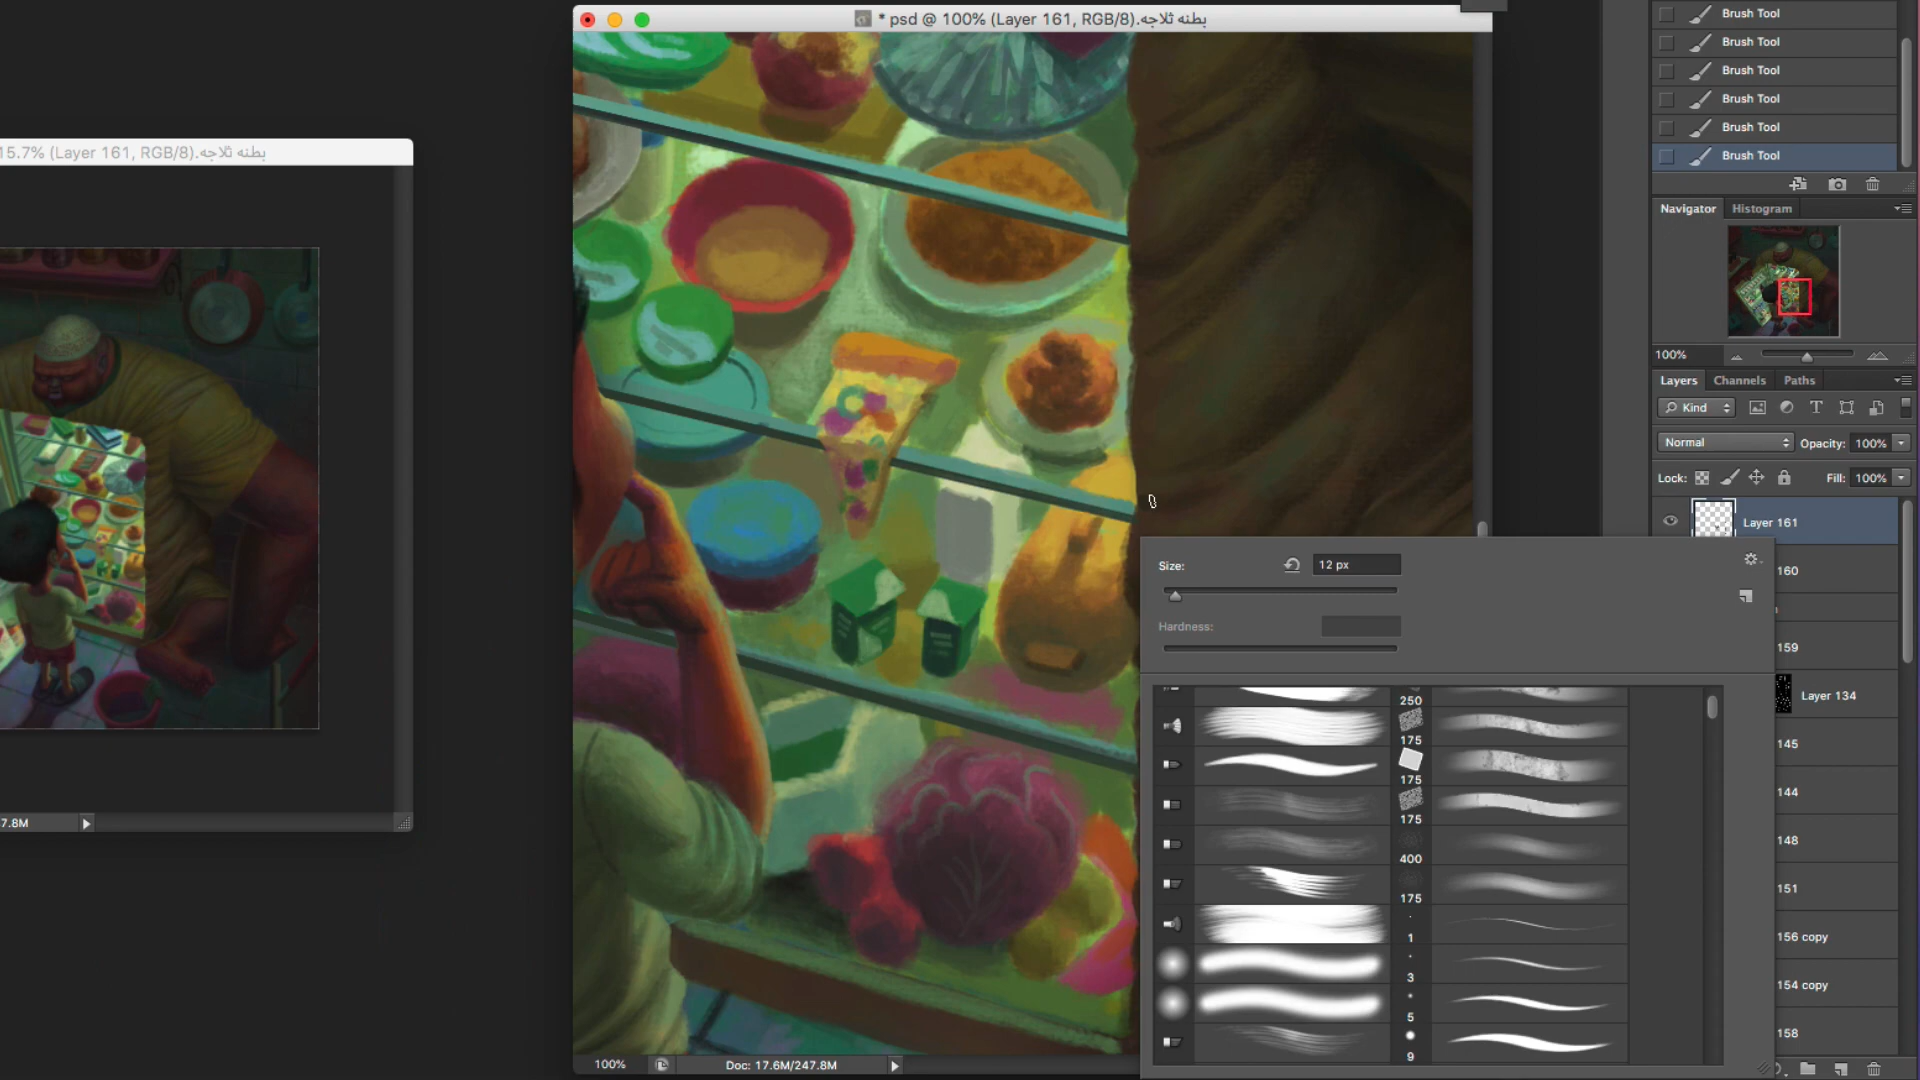 بطنه ثلاجه.psd @ 100% (Layer 161, RGB/8) *
15.7% (Layer 161, RGB/8).بطنه ثلاجه
7.8M
100%
Doc: 17.6M/247.8M
Brush Tool
Brush Tool
Brush Tool
Brush Tool
Brush Tool
Brush Tool
Navigator
Histogram
100%
Layers
Channels
Paths
Kind
Normal
Opacity: 100%
Lock:
Fill: 100%
Layer 161
160
159
Layer 134
145
144
148
151
156 copy
154 copy
158
Size:
12 px
Hardness:
250
175
175
175
400
175
1
3
5
9